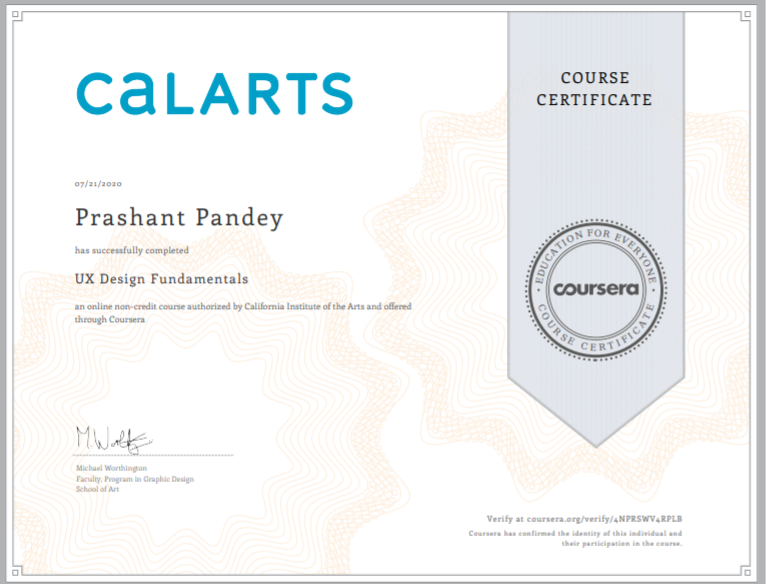 CALARTS
COURSE
CERTIFICATE
07/21/2020
Prashant Pandey
has successfully completed
UX Design Fundamentals
an online non-credit course authorized by California Institute of the Arts and offered
through Coursera
EDUCATION FOR EVERYONE
coursera
COURSE CERTIFICATE
Michael Worthington
Faculty, Program in Graphic Design
School of Art
Verify at coursera.org/verify/4NPRSWV4RPLB
Coursera has confirmed the identity of this individual and
their participation in the course.